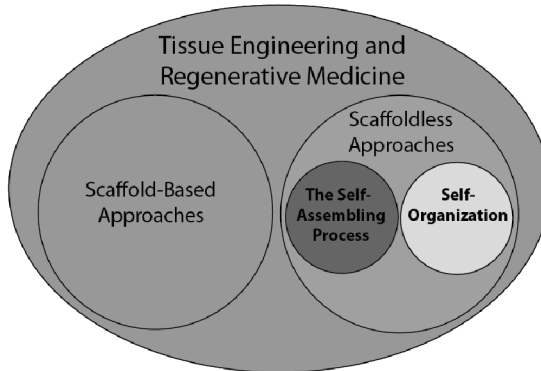 Tissue Engineering and
Regenerative Medicine
Scaffold-Based
Approaches
Scaffoldless
Approaches
The Self-
Assembling
Process
Self-
Organization